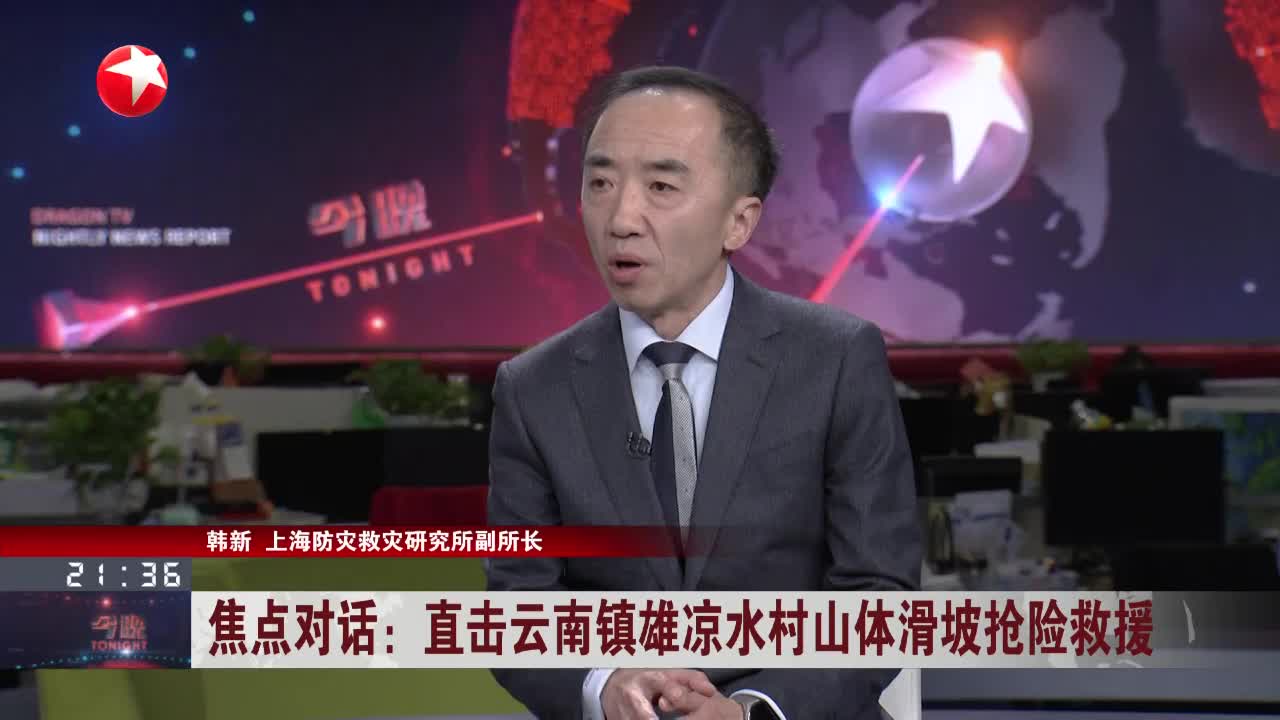 DRAGON TV
NIGHTLY NEWS REPORT
今晚
TONIGHT
韩新 上海防灾救灾研究所副所长
21:36
今晚
TONIGHT
焦点对话：直击云南镇雄凉水村山体滑坡抢险救援